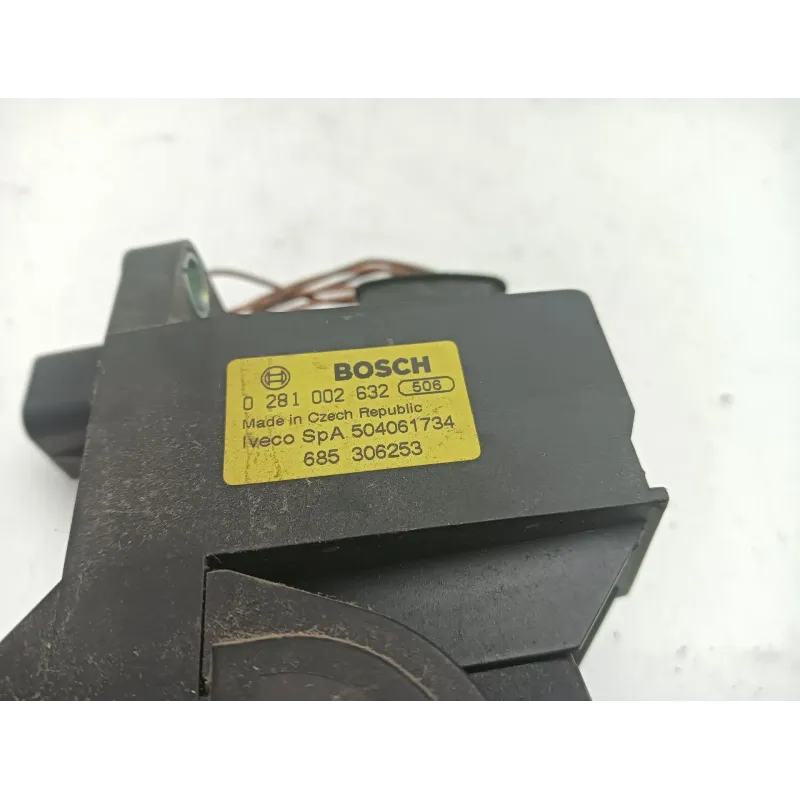 BOSCH
0 281 002 632 506
Made in Czech Republic
Iveco SpA 504061734
685 306253